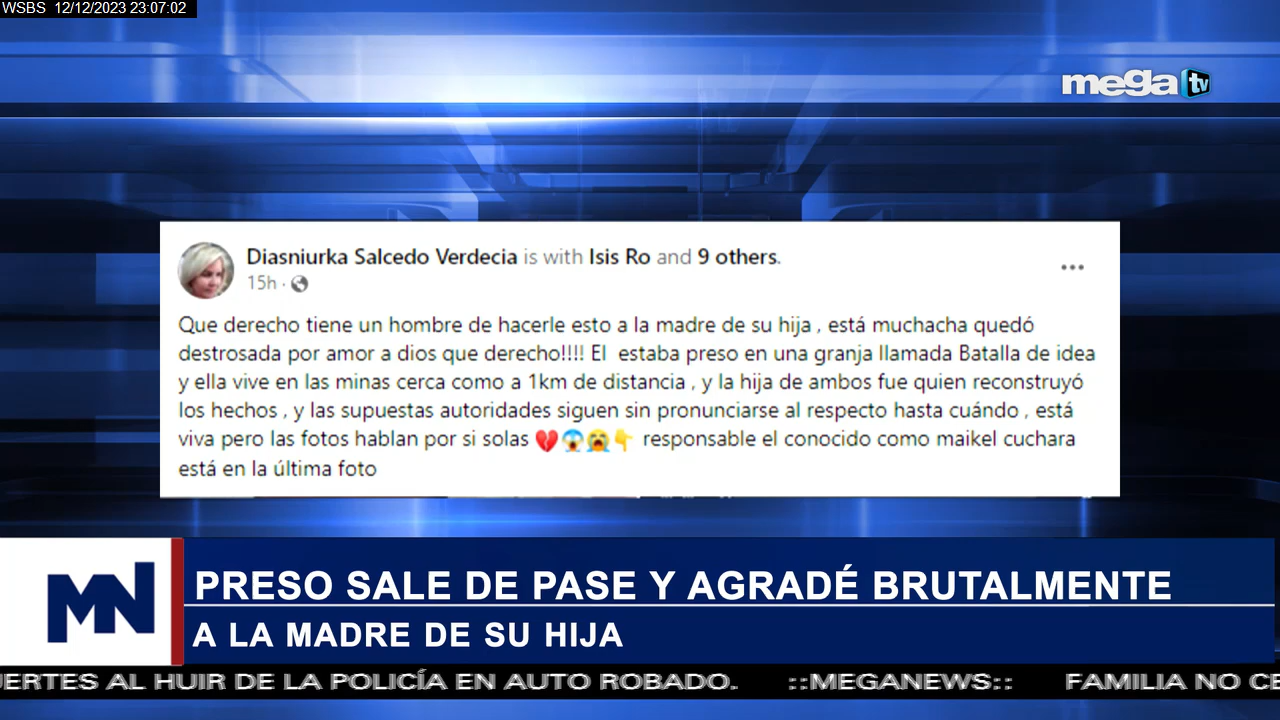 WSBS 12/12/2023 23:07:02
mega tv
Diasniurka Salcedo Verdecia is with Isis Ro and 9 others.
15h ·
Que derecho tiene un hombre de hacerle esto a la madre de su hija , está muchacha quedó
destrosada por amor a dios que derecho!!!! El estaba preso en una granja llamada Batalla de idea
y ella vive en las minas cerca como a 1km de distancia , y la hija de ambos fue quien reconstruyó
los hechos , y las supuestas autoridades siguen sin pronunciarse al respecto hasta cuándo , está
viva pero las fotos hablan por si solas 💔😱😭👇 responsable el conocido como maikel cuchara
está en la última foto
MN
PRESO SALE DE PASE Y AGRADÉ BRUTALMENTE
A LA MADRE DE SU HIJA
UERTES AL HUIR DE LA POLICÍA EN AUTO ROBADO. ::MEGANEWS:: FAMILIA NO CE